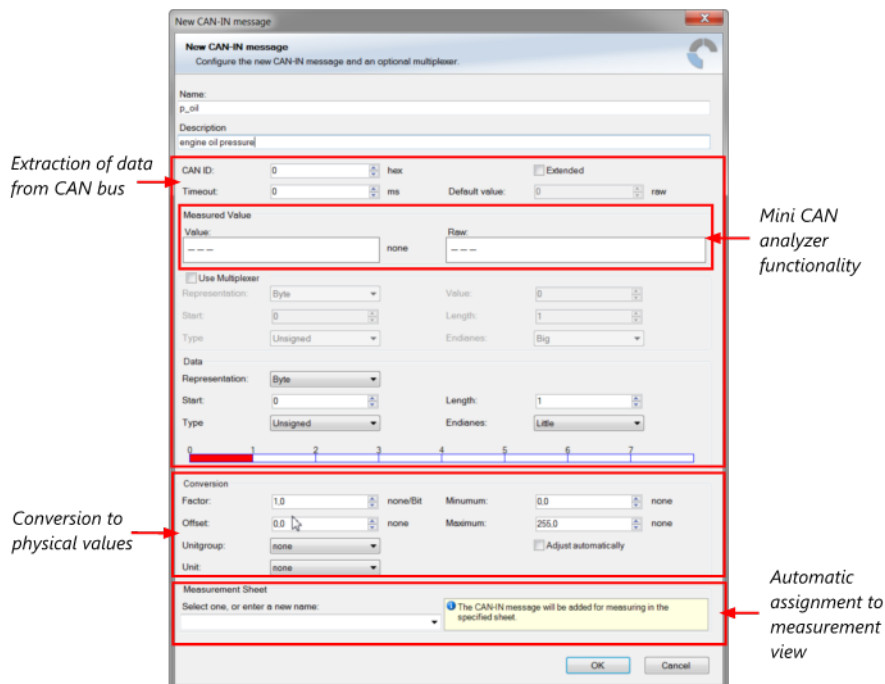 New CAN-IN message
New CAN-IN message
Configure the new CAN-IN message and an optional multiplexer.
Name:
p_oil
Description
engine oil pressure
Extraction of data
from CAN bus
CAN ID: 0 hex Extended
Timeout: 0 ms Default value: 0 raw
Measured Value
Value: Raw:
--- none ---
Mini CAN
analyzer
functionality
Use Multiplexer
Representation: Byte Value: 0
Start: 0 Length: 1
Type Unsigned Endianes: Big
Data
Representation: Byte
Start: 0 Length: 1
Type Unsigned Endianes: Little
0 1 2 3 4 5 6 7
Conversion
Factor: 1,0 none/Bit Minumum: 0,0 none
Offset: 0,0 none Maximum: 255,0 none
Unitgroup: none Adjust automatically
Unit: none
Conversion to
physical values
Measurement Sheet
Select one, or enter a new name:
The CAN-IN message will be added for measuring in the
specified sheet.
Automatic
assignment to
measurement
view
OK Cancel